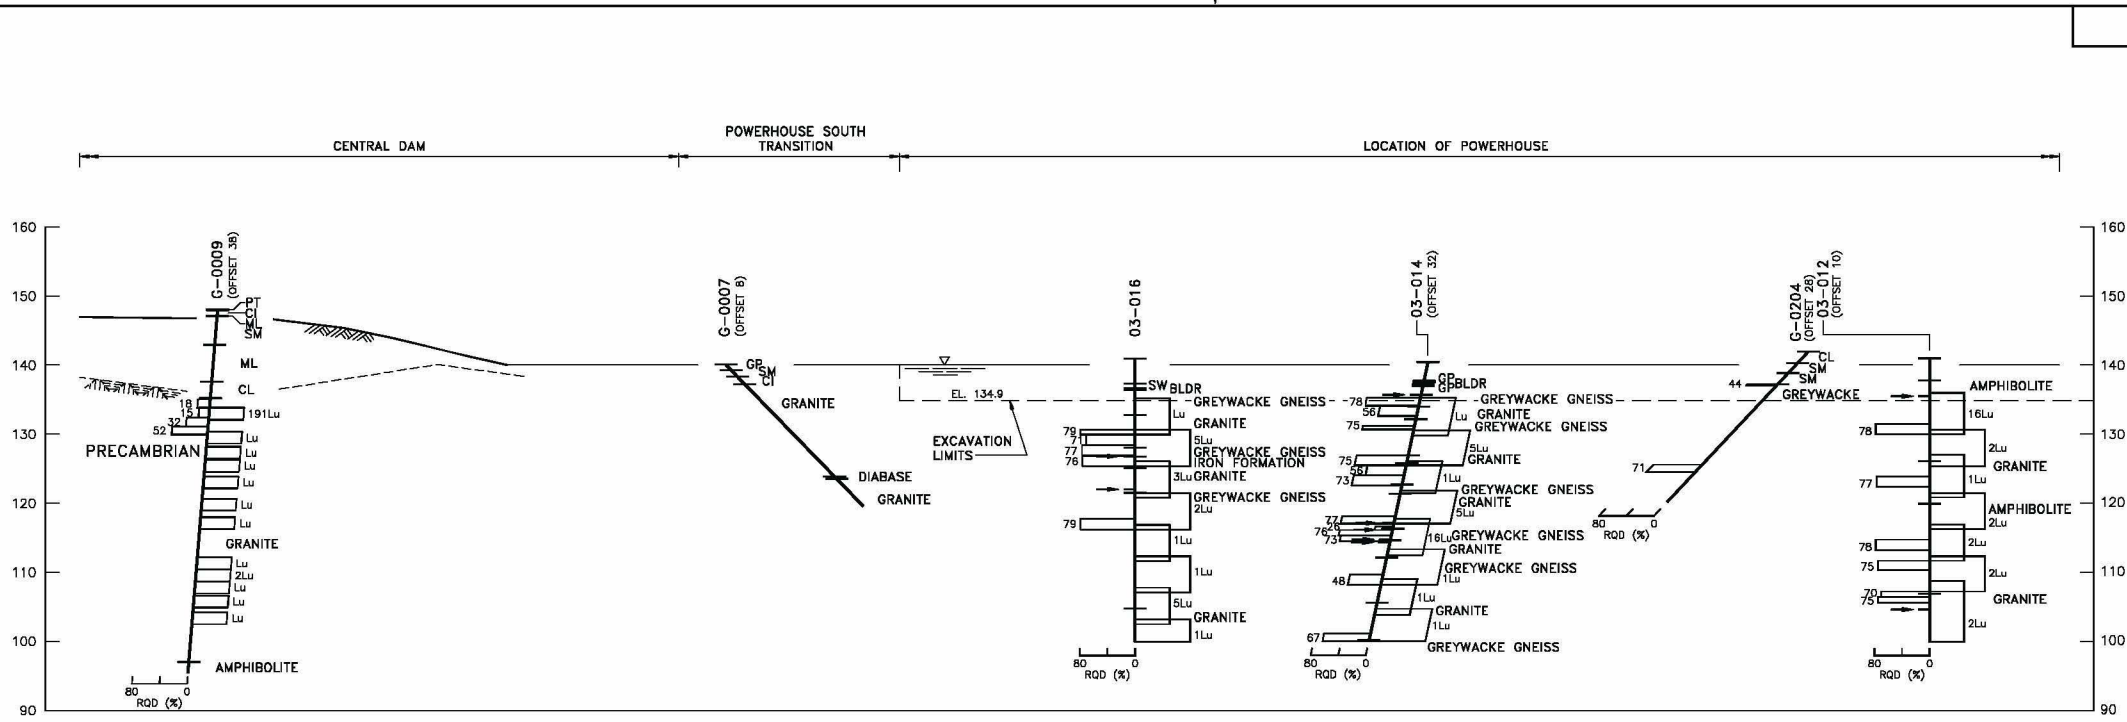 CENTRAL DAM
POWERHOUSE SOUTH
TRANSITION
LOCATION OF POWERHOUSE
160
150
140
130
120
110
100
90
G-0009
(OFFSET 38)
PT
CI
ML
SM
ML
CL
18
15
32
52
191Lu
Lu
Lu
Lu
Lu
Lu
Lu
PRECAMBRIAN
GRANITE
Lu
2Lu
Lu
Lu
Lu
AMPHIBOLITE
80
0
RQD (%)
G-0007
(OFFSET 8)
GP
SM
CI
GRANITE
DIABASE
GRANITE
EL. 134.9
EXCAVATION
LIMITS
03-016
SW BLDR
GREYWACKE GNEISS
Lu
GRANITE
79
71
5Lu
77
GREYWACKE GNEISS
76
IRON FORMATION
3Lu GRANITE
GREYWACKE GNEISS
2Lu
79
1Lu
1Lu
5Lu
GRANITE
1Lu
80
0
RQD (%)
03-014
(OFFSET 32)
GP
GP BLDR
78
GREYWACKE GNEISS
56
Lu
GRANITE
75
GREYWACKE GNEISS
5Lu
75
GRANITE
56
73
1Lu
GREYWACKE GNEISS
GRANITE
5Lu
77
26
76
73
16Lu GREYWACKE GNEISS
GRANITE
GREYWACKE GNEISS
48
1Lu
1Lu
GRANITE
1Lu
67
GREYWACKE GNEISS
80
0
RQD (%)
G-0204
(OFFSET 28)
CL
SM
SM
44
GREYWACKE
71
80
0
RQD (%)
03-012
(OFFSET 10)
AMPHIBOLITE
16Lu
78
2Lu
GRANITE
77
1Lu
AMPHIBOLITE
2Lu
78
2Lu
75
2Lu
70
75
GRANITE
2Lu
80
0
RQD (%)
160
150
140
130
120
110
100
90